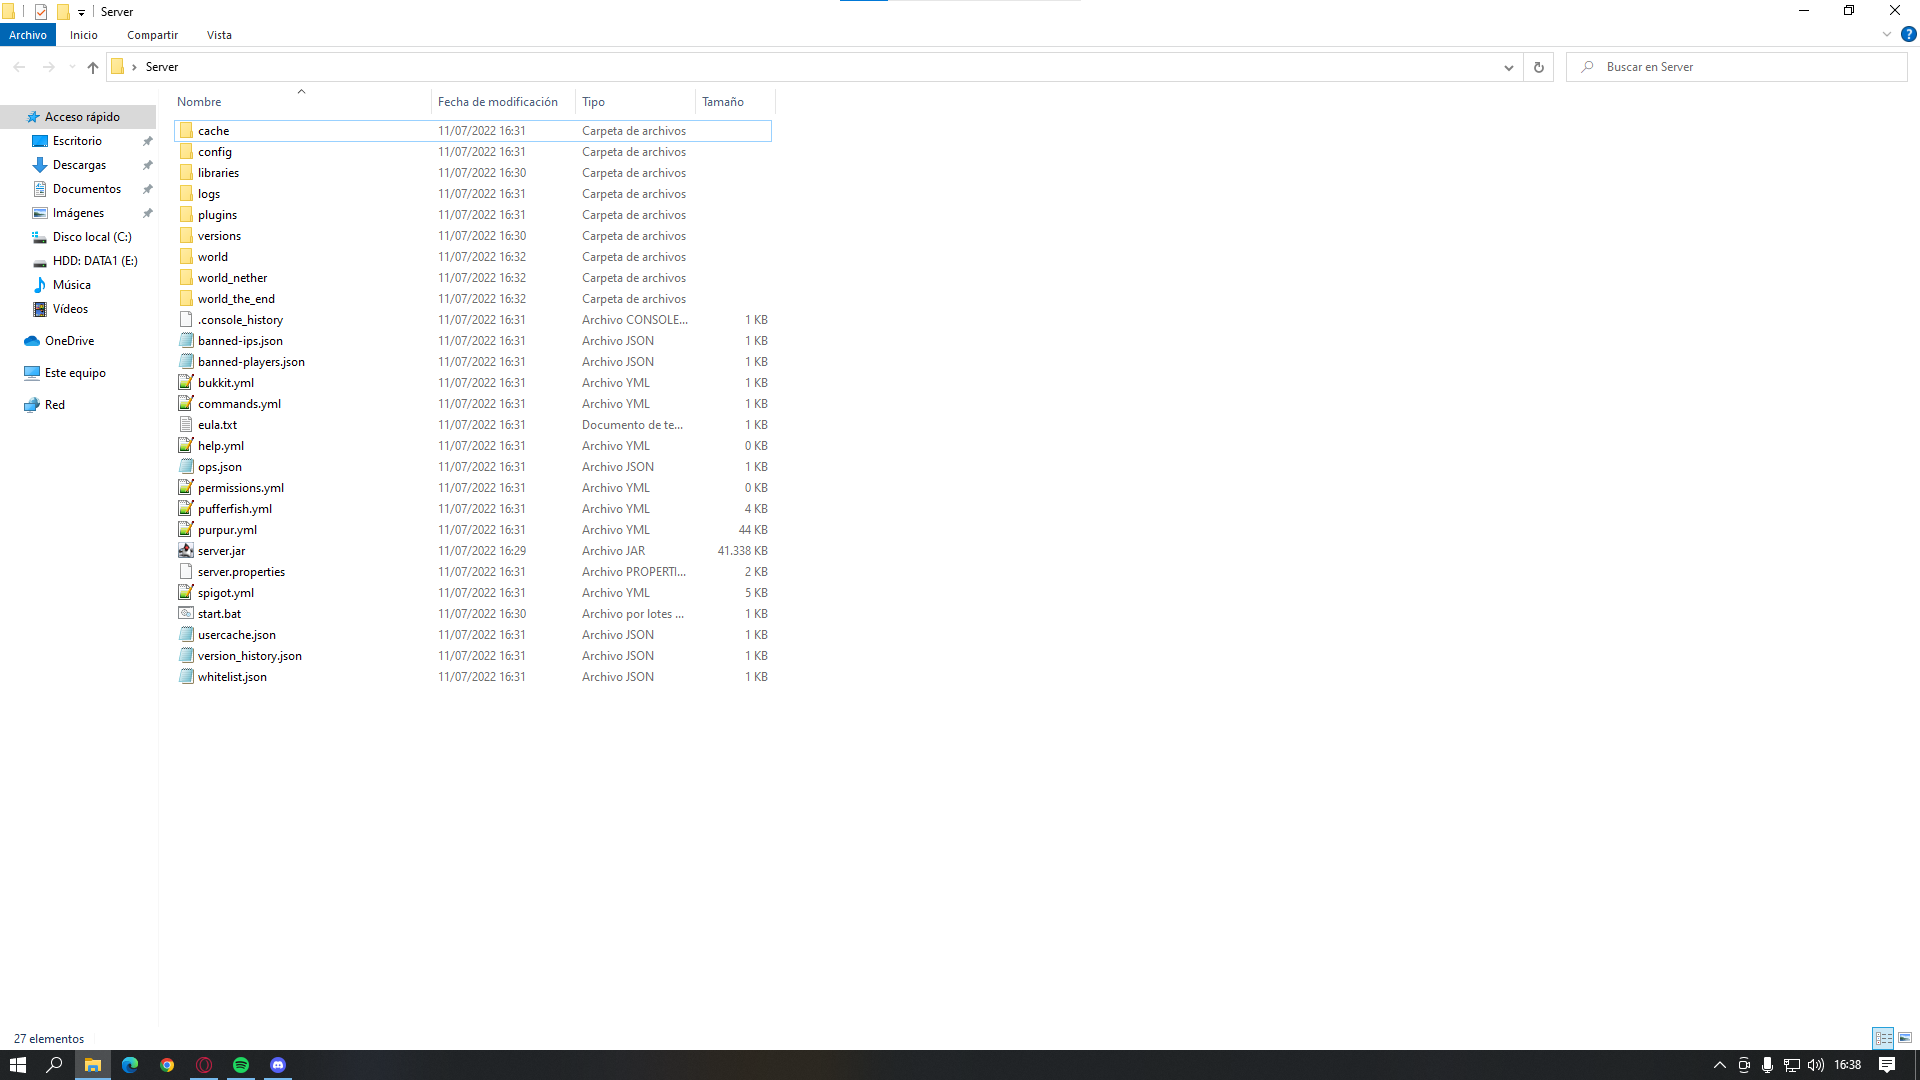 Server
Archivo Inicio Compartir Vista
Server
Buscar en Server
Nombre Fecha de modificación Tipo Tamaño
Acceso rápido
Escritorio
Descargas
Documentos
Imágenes
Disco local (C:)
HDD: DATA1 (E:)
Música
Vídeos
OneDrive
Este equipo
Red
cache 11/07/2022 16:31 Carpeta de archivos
config 11/07/2022 16:31 Carpeta de archivos
libraries 11/07/2022 16:30 Carpeta de archivos
logs 11/07/2022 16:31 Carpeta de archivos
plugins 11/07/2022 16:31 Carpeta de archivos
versions 11/07/2022 16:30 Carpeta de archivos
world 11/07/2022 16:32 Carpeta de archivos
world_nether 11/07/2022 16:32 Carpeta de archivos
world_the_end 11/07/2022 16:32 Carpeta de archivos
.console_history 11/07/2022 16:31 Archivo CONSOLE... 1 KB
banned-ips.json 11/07/2022 16:31 Archivo JSON 1 KB
banned-players.json 11/07/2022 16:31 Archivo JSON 1 KB
bukkit.yml 11/07/2022 16:31 Archivo YML 1 KB
commands.yml 11/07/2022 16:31 Archivo YML 1 KB
eula.txt 11/07/2022 16:31 Documento de te... 1 KB
help.yml 11/07/2022 16:31 Archivo YML 0 KB
ops.json 11/07/2022 16:31 Archivo JSON 1 KB
permissions.yml 11/07/2022 16:31 Archivo YML 0 KB
pufferfish.yml 11/07/2022 16:31 Archivo YML 4 KB
purpur.yml 11/07/2022 16:31 Archivo YML 44 KB
server.jar 11/07/2022 16:29 Archivo JAR 41.338 KB
server.properties 11/07/2022 16:31 Archivo PROPERTI... 2 KB
spigot.yml 11/07/2022 16:31 Archivo YML 5 KB
start.bat 11/07/2022 16:30 Archivo por lotes ... 1 KB
usercache.json 11/07/2022 16:31 Archivo JSON 1 KB
version_history.json 11/07/2022 16:31 Archivo JSON 1 KB
whitelist.json 11/07/2022 16:31 Archivo JSON 1 KB
27 elementos
16:38